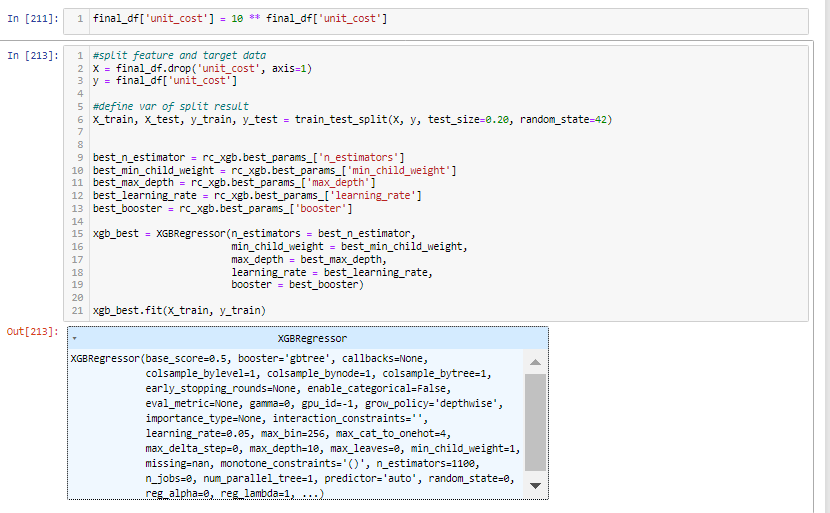 In [211]:
1 final_df['unit_cost'] = 10 ** final_df['unit_cost']
In [213]:
1 #split feature and target data
2 X = final_df.drop('unit_cost', axis=1)
3 y = final_df['unit_cost']
4
5 #define var of split result
6 X_train, X_test, y_train, y_test = train_test_split(X, y, test_size=0.20, random_state=42)
7
8
9 best_n_estimator = rc_xgb.best_params_['n_estimators']
10 best_min_child_weight = rc_xgb.best_params_['min_child_weight']
11 best_max_depth = rc_xgb.best_params_['max_depth']
12 best_learning_rate = rc_xgb.best_params_['learning_rate']
13 best_booster = rc_xgb.best_params_['booster']
14
15 xgb_best = XGBRegressor(n_estimators = best_n_estimator,
16 min_child_weight = best_min_child_weight,
17 max_depth = best_max_depth,
18 learning_rate = best_learning_rate,
19 booster = best_booster)
20
21 xgb_best.fit(X_train, y_train)
Out[213]:
XGBRegressor
XGBRegressor(base_score=0.5, booster='gbtree', callbacks=None,
colsample_bylevel=1, colsample_bynode=1, colsample_bytree=1,
early_stopping_rounds=None, enable_categorical=False,
eval_metric=None, gamma=0, gpu_id=-1, grow_policy='depthwise',
importance_type=None, interaction_constraints='',
learning_rate=0.05, max_bin=256, max_cat_to_onehot=4,
max_delta_step=0, max_depth=10, max_leaves=0, min_child_weight=1,
missing=nan, monotone_constraints='()', n_estimators=1100,
n_jobs=0, num_parallel_tree=1, predictor='auto', random_state=0,
reg_alpha=0, reg_lambda=1, ...)